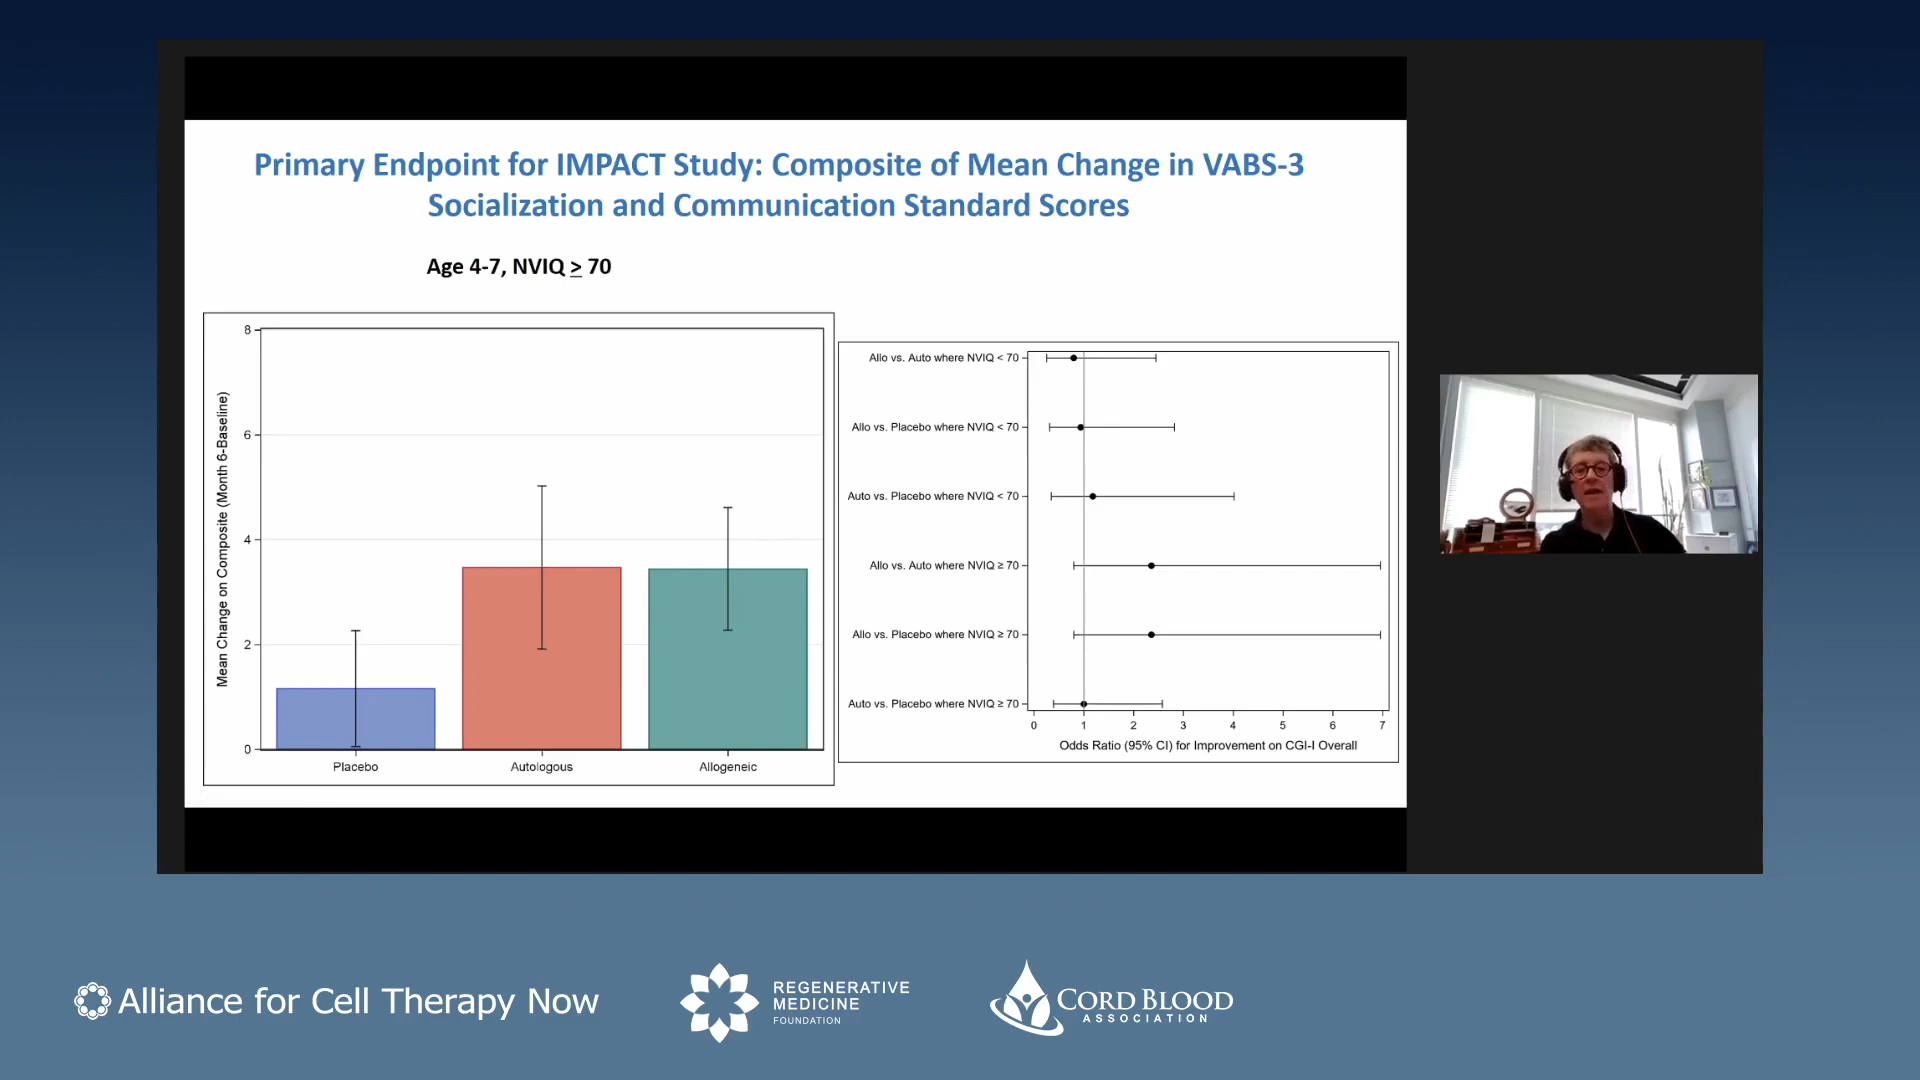 Primary Endpoint for IMPACT Study: Composite of Mean Change in VABS-3
Socialization and Communication Standard Scores
Age 4-7, NVIQ ≥ 70
Mean Change on Composite (Month 6-Baseline)
8
6
4
2
0
Placebo
Autologous
Allogeneic
Allo vs. Auto where NVIQ < 70
Allo vs. Placebo where NVIQ < 70
Auto vs. Placebo where NVIQ < 70
Allo vs. Auto where NVIQ ≥ 70
Allo vs. Placebo where NVIQ ≥ 70
Auto vs. Placebo where NVIQ ≥ 70
0 1 2 3 4 5 6 7
Odds Ratio (95% CI) for Improvement on CGI-I Overall
Alliance for Cell Therapy Now
REGENERATIVE
MEDICINE
FOUNDATION
CORD BLOOD
ASSOCIATION